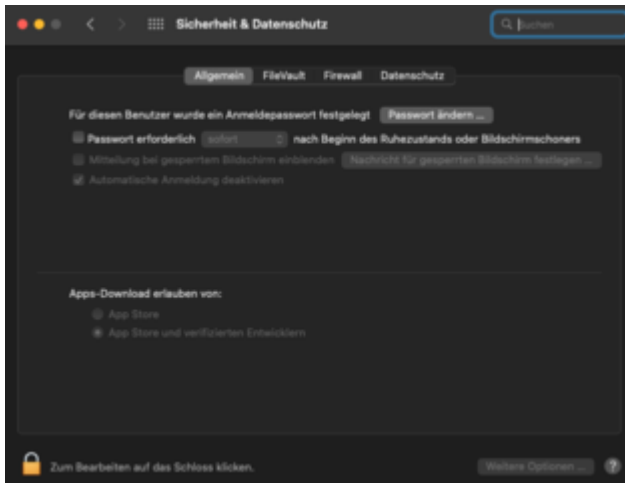 Sicherheit & Datenschutz
Suchen
Allgemein FileVault Firewall Datenschutz
Für diesen Benutzer wurde ein Anmeldepasswort festgelegt Passwort ändern ...
Passwort erforderlich sofort nach Beginn des Ruhezustands oder Bildschirmschoners
Mitteilung bei gesperrtem Bildschirm einblenden Nachricht für gesperrten Bildschirm festlegen ...
Automatische Anmeldung deaktivieren
Apps-Download erlauben von:
App Store
App Store und verifizierten Entwicklern
Zum Bearbeiten auf das Schloss klicken.
Weitere Optionen ... ?